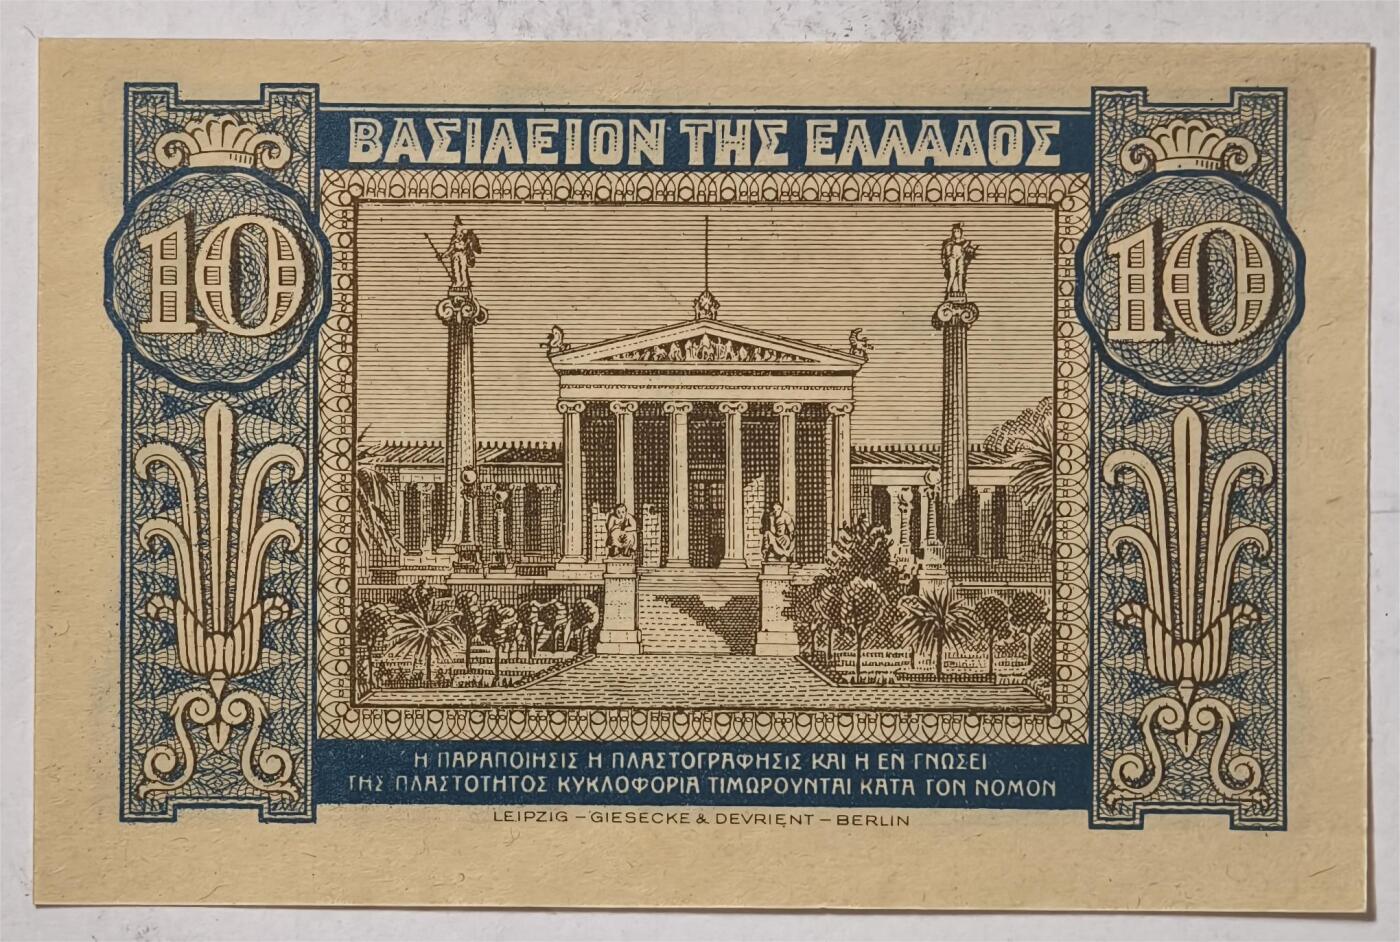 ΒΑΣΙΛΕΙΟΝ ΤΗΣ ΕΛΛΑΔΟΣ
10
10
Η ΠΑΡΑΠΟΙΗΣΙΣ Η ΠΛΑΣΤΟΓΡΑΦΗΣΙΣ ΚΑΙ Η ΕΝ ΓΝΩΣΕΙ
ΤΗΣ ΠΛΑΣΤΟΤΗΤΟΣ ΚΥΚΛΟΦΟΡΙΑ ΤΙΜΩΡΟΥΝΤΑΙ ΚΑΤΑ ΤΟΝ ΝΟΜΟΝ
LEIPZIG – GIESECKE & DEVRIENT – BERLIN